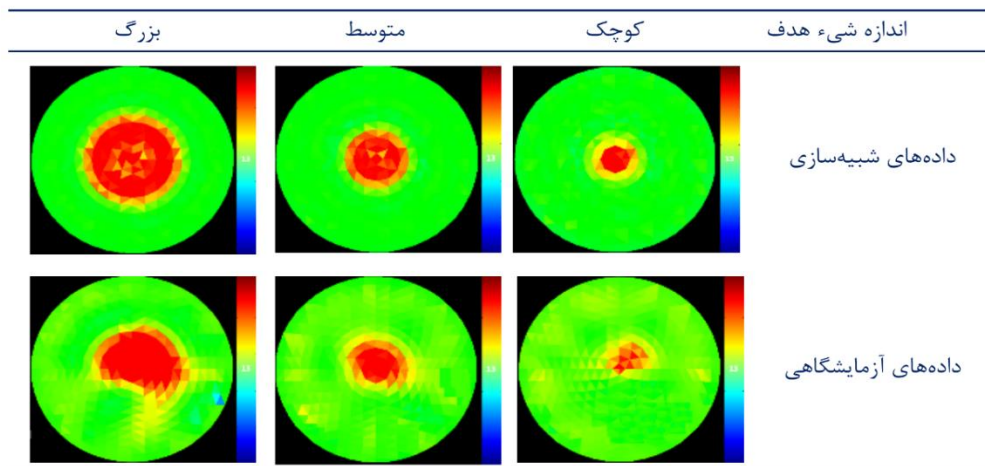 اندازه شیء هدف کوچک متوسط بزرگ
داده‌های شبیه‌سازی
داده‌های آزمایشگاهی